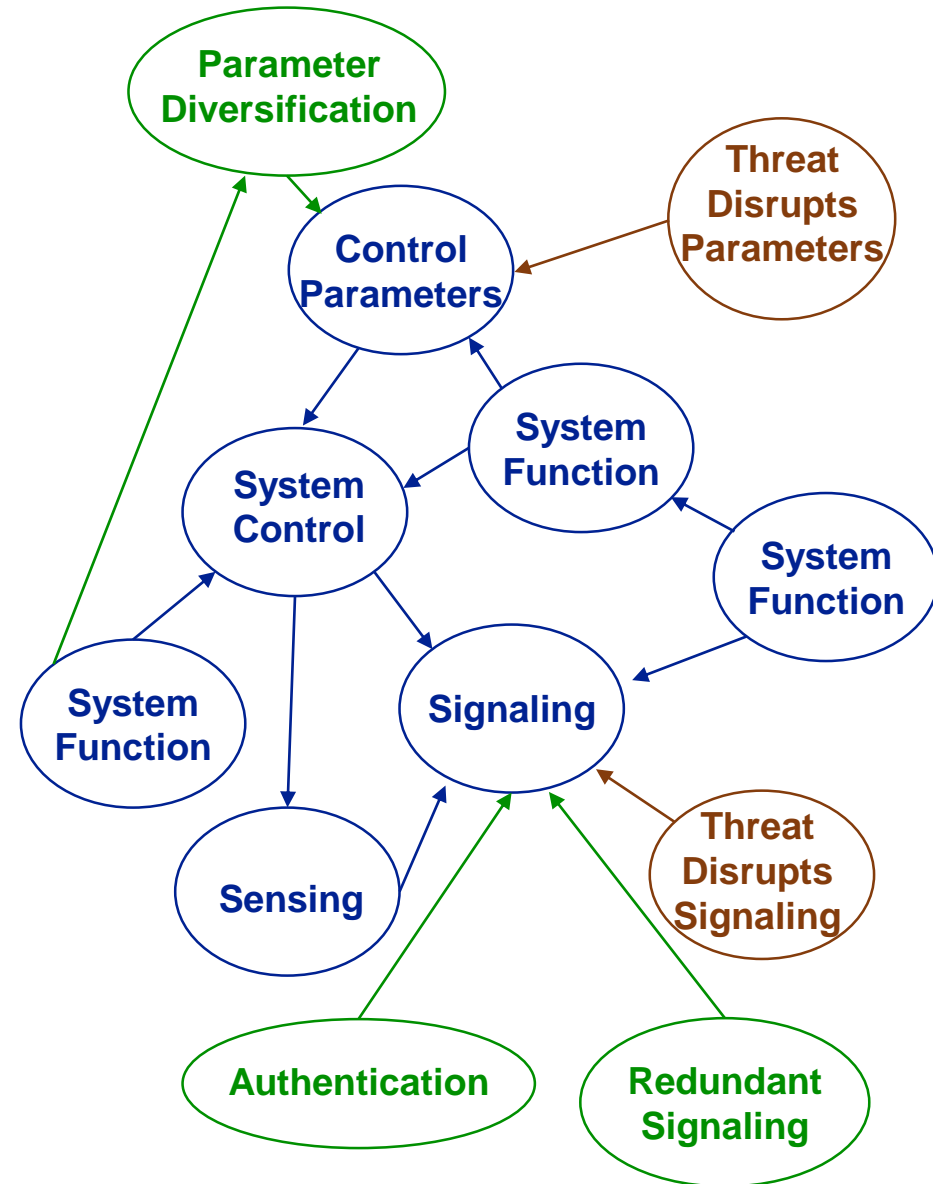 Parameter
Diversification
Threat
Disrupts
Parameters
Control
Parameters
System
Function
System
Control
System
Function
System
Function
Signaling
Sensing
Threat
Disrupts
Signaling
Authentication
Redundant
Signaling